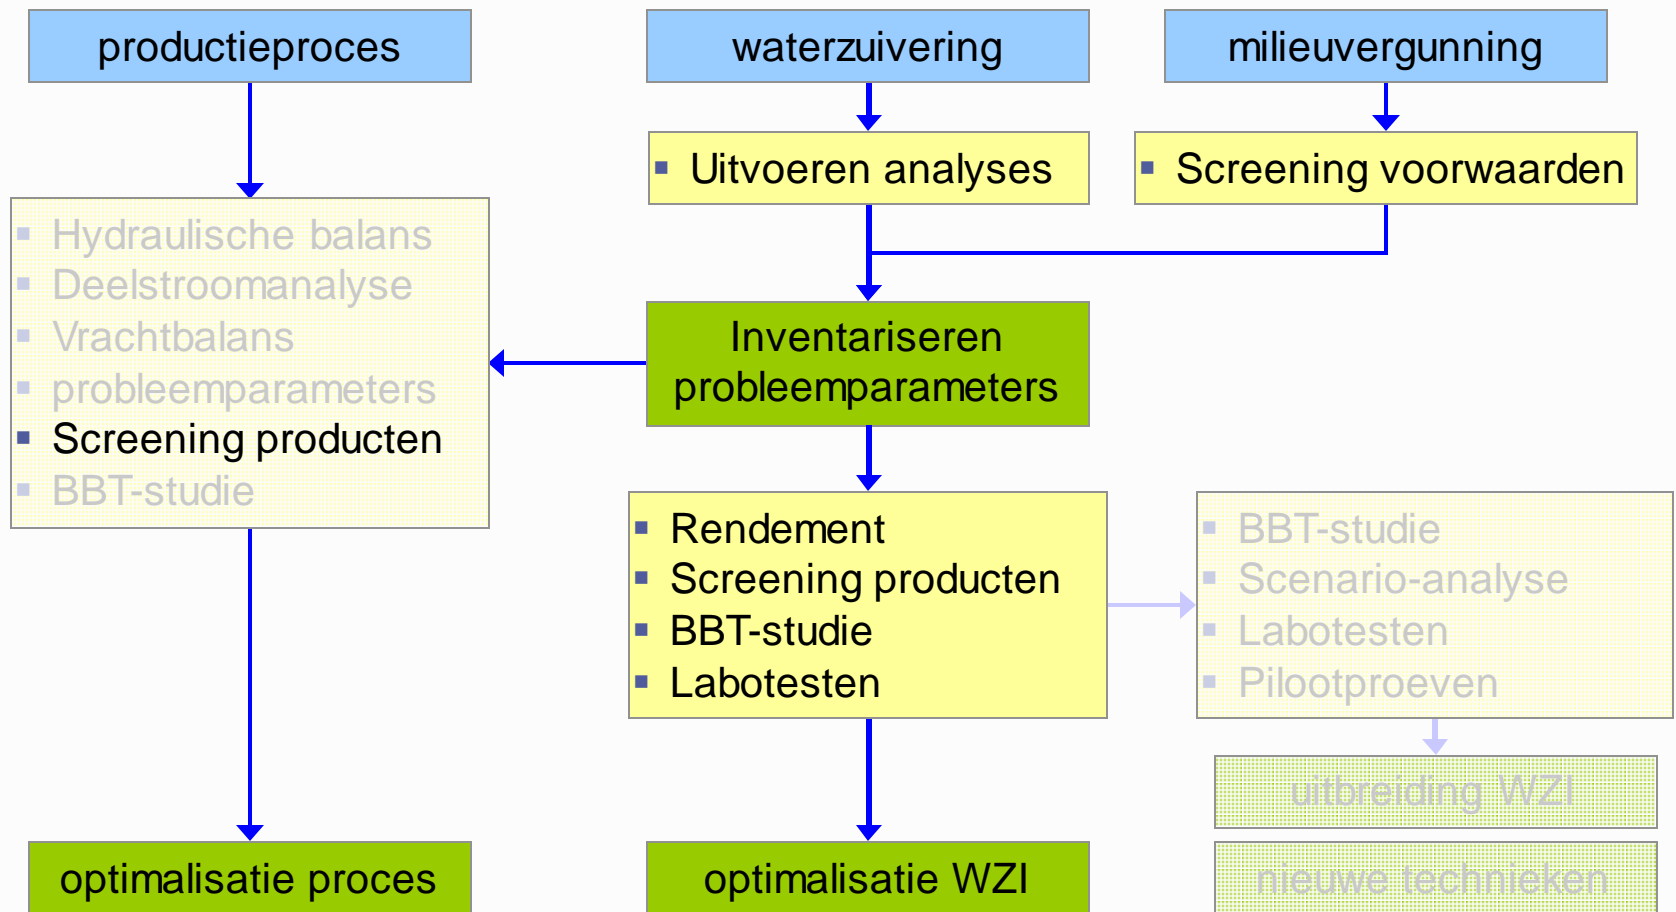 productieproces
waterzuivering
milieuvergunning
▪ Uitvoeren analyses
▪ Screening voorwaarden
▪ Hydraulische balans
▪ Deelstroomanalyse
▪ Vrachtbalans
▪ probleemparameters
▪ Screening producten
▪ BBT-studie
Inventariseren
probleemparameters
▪ Rendement
▪ Screening producten
▪ BBT-studie
▪ Labotesten
▪ BBT-studie
▪ Scenario-analyse
▪ Labotesten
▪ Pilootproeven
uitbreiding WZI
optimalisatie proces
optimalisatie WZI
nieuwe technieken